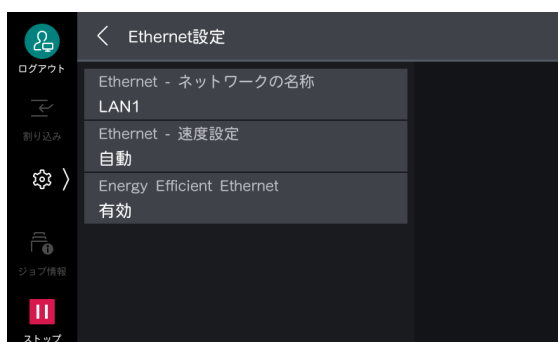 Ethernet設定
ログアウト
割り込み
ジョブ情報
ストップ
Ethernet - ネットワークの名称
LAN1
Ethernet - 速度設定
自動
Energy Efficient Ethernet
有効